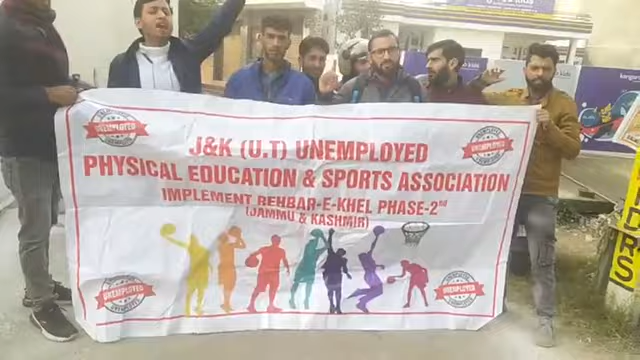 J&K (U.T) UNEMPLOYED
PHYSICAL EDUCATION & SPORTS ASSOCIATION
IMPLEMENT REHBAR-E-KHEL PHASE-2ND
(JAMMU & KASHMIR)
UNEMPLOYED
UNEMPLOYED
UNEMPLOYED
UNEMPLOYED